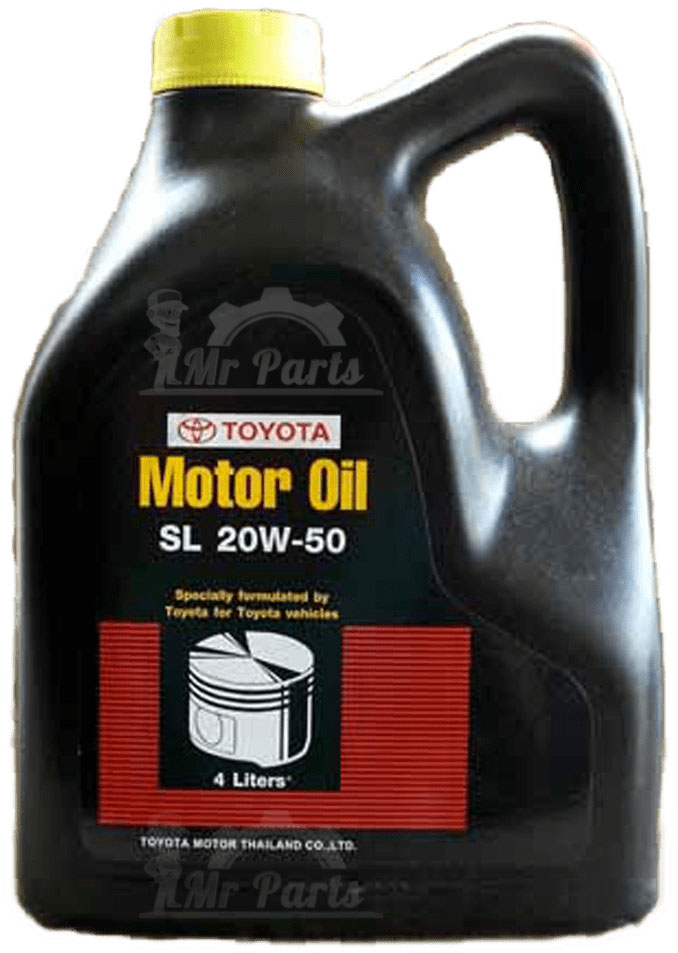 Mr Parts
TOYOTA
Motor Oil
SL 20W-50
Specially formulated by
Toyota for Toyota vehicles
4 Liters
TOYOTA MOTOR THAILAND CO.,LTD.
Mr Parts